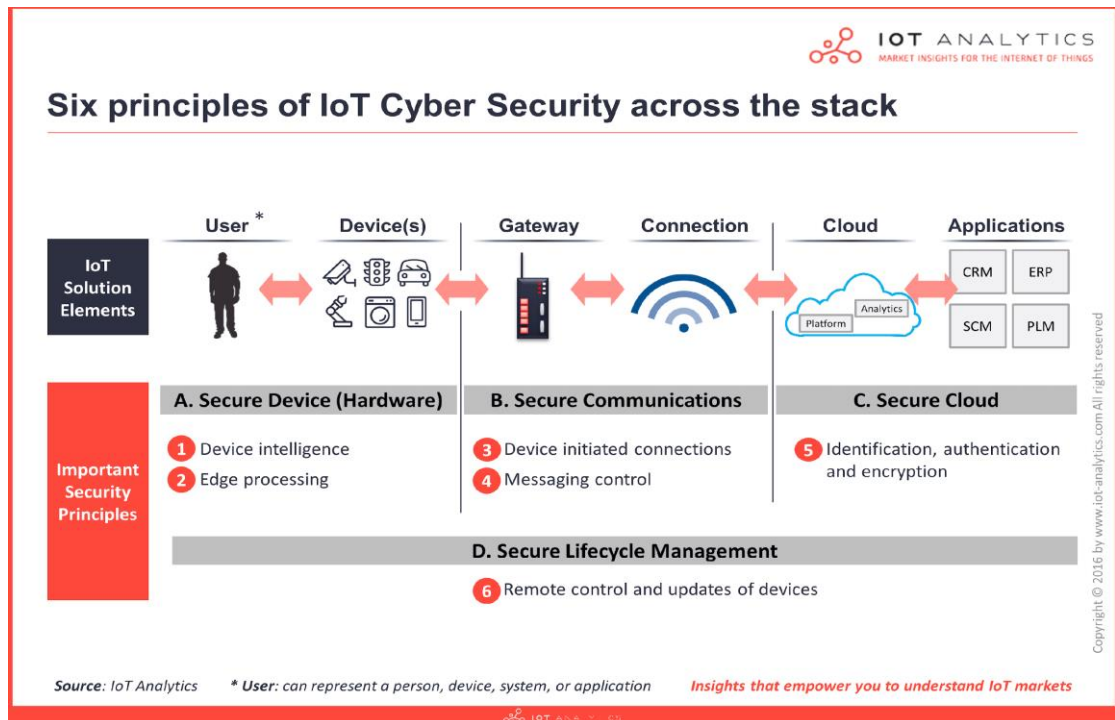 IOT ANALYTICS
MARKET INSIGHTS FOR THE INTERNET OF THINGS
Six principles of IoT Cyber Security across the stack
User *
Device(s)
Gateway
Connection
Cloud
Applications
IoT
Solution
Elements
Platform
Analytics
CRM
ERP
SCM
PLM
Important
Security
Principles
A. Secure Device (Hardware)
1 Device intelligence
2 Edge processing
B. Secure Communications
3 Device initiated connections
4 Messaging control
C. Secure Cloud
5 Identification, authentication
and encryption
D. Secure Lifecycle Management
6 Remote control and updates of devices
Copyright © 2016 by www.iot-analytics.com All rights reserved
Source: IoT Analytics
* User: can represent a person, device, system, or application
Insights that empower you to understand IoT markets